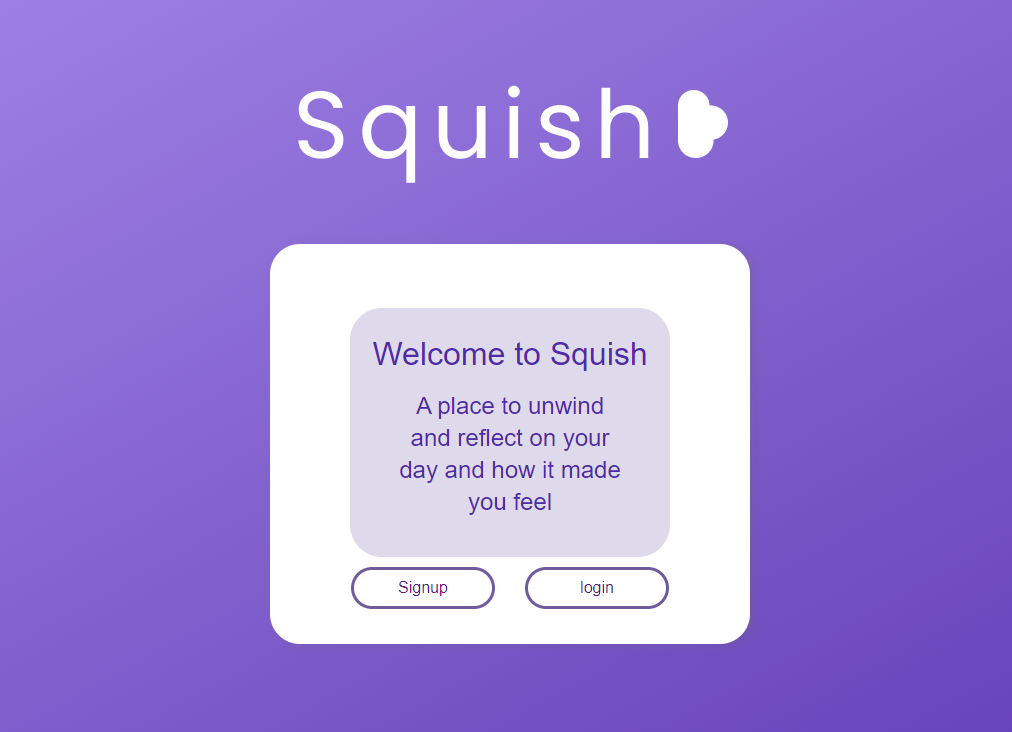 Squish
Welcome to Squish
A place to unwind
and reflect on your
day and how it made
you feel
Signup
login